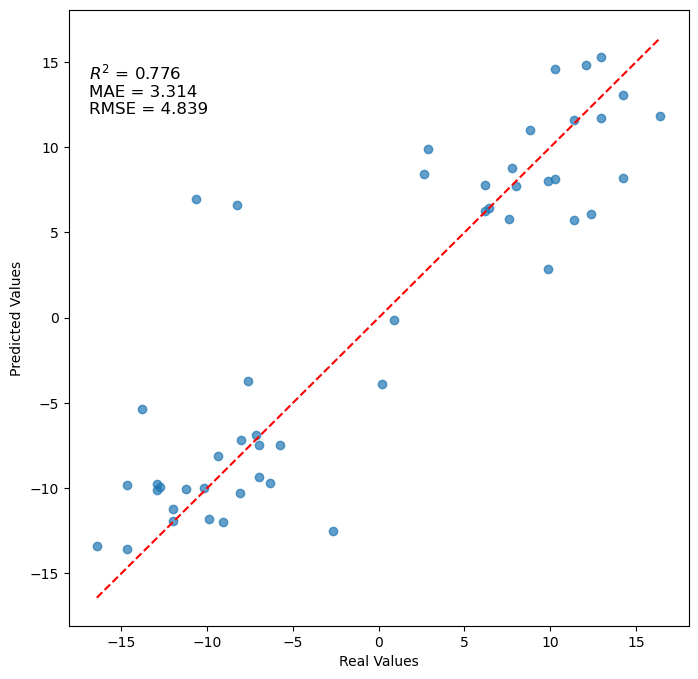 R² = 0.776
MAE = 3.314
RMSE = 4.839
Predicted Values
15
10
5
0
−5
−10
−15
−15
−10
−5
0
5
10
15
Real Values